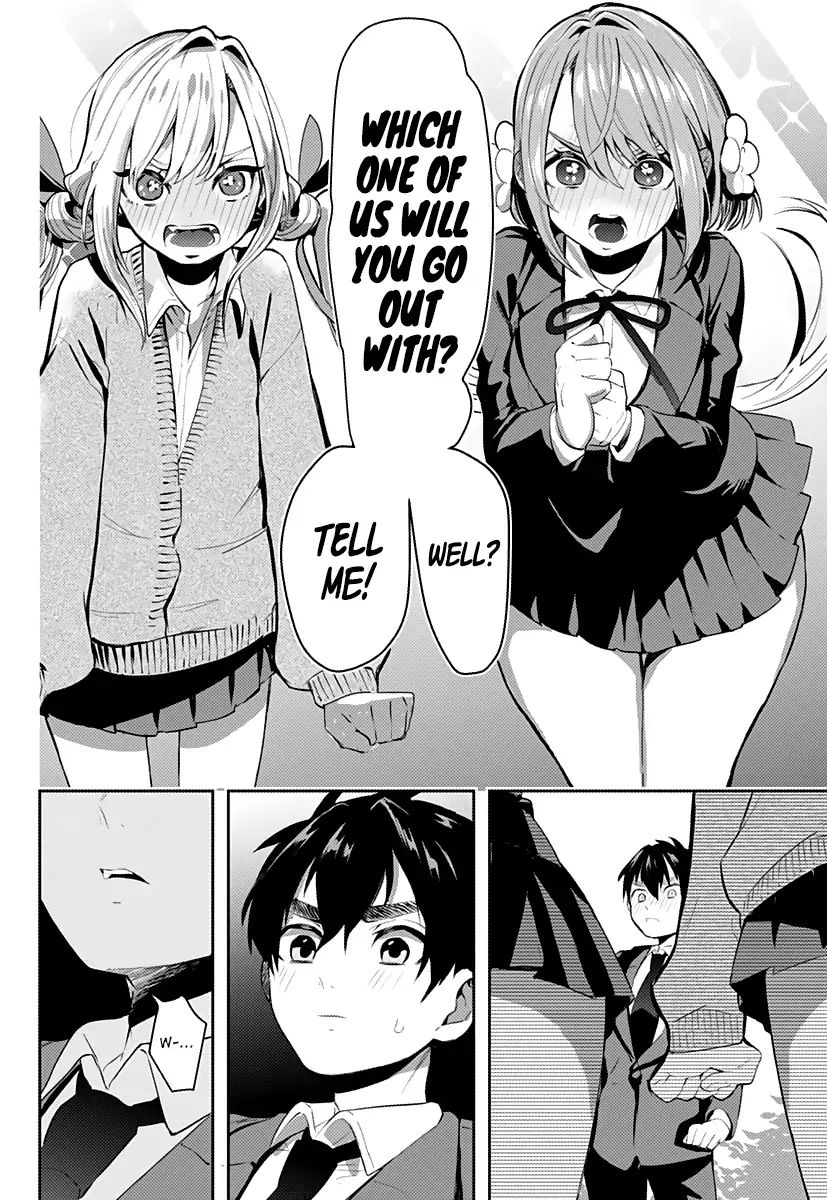 WHICH
ONE OF
US WILL
YOU GO
OUT
WITH?
WELL?
TELL
ME!
W-...